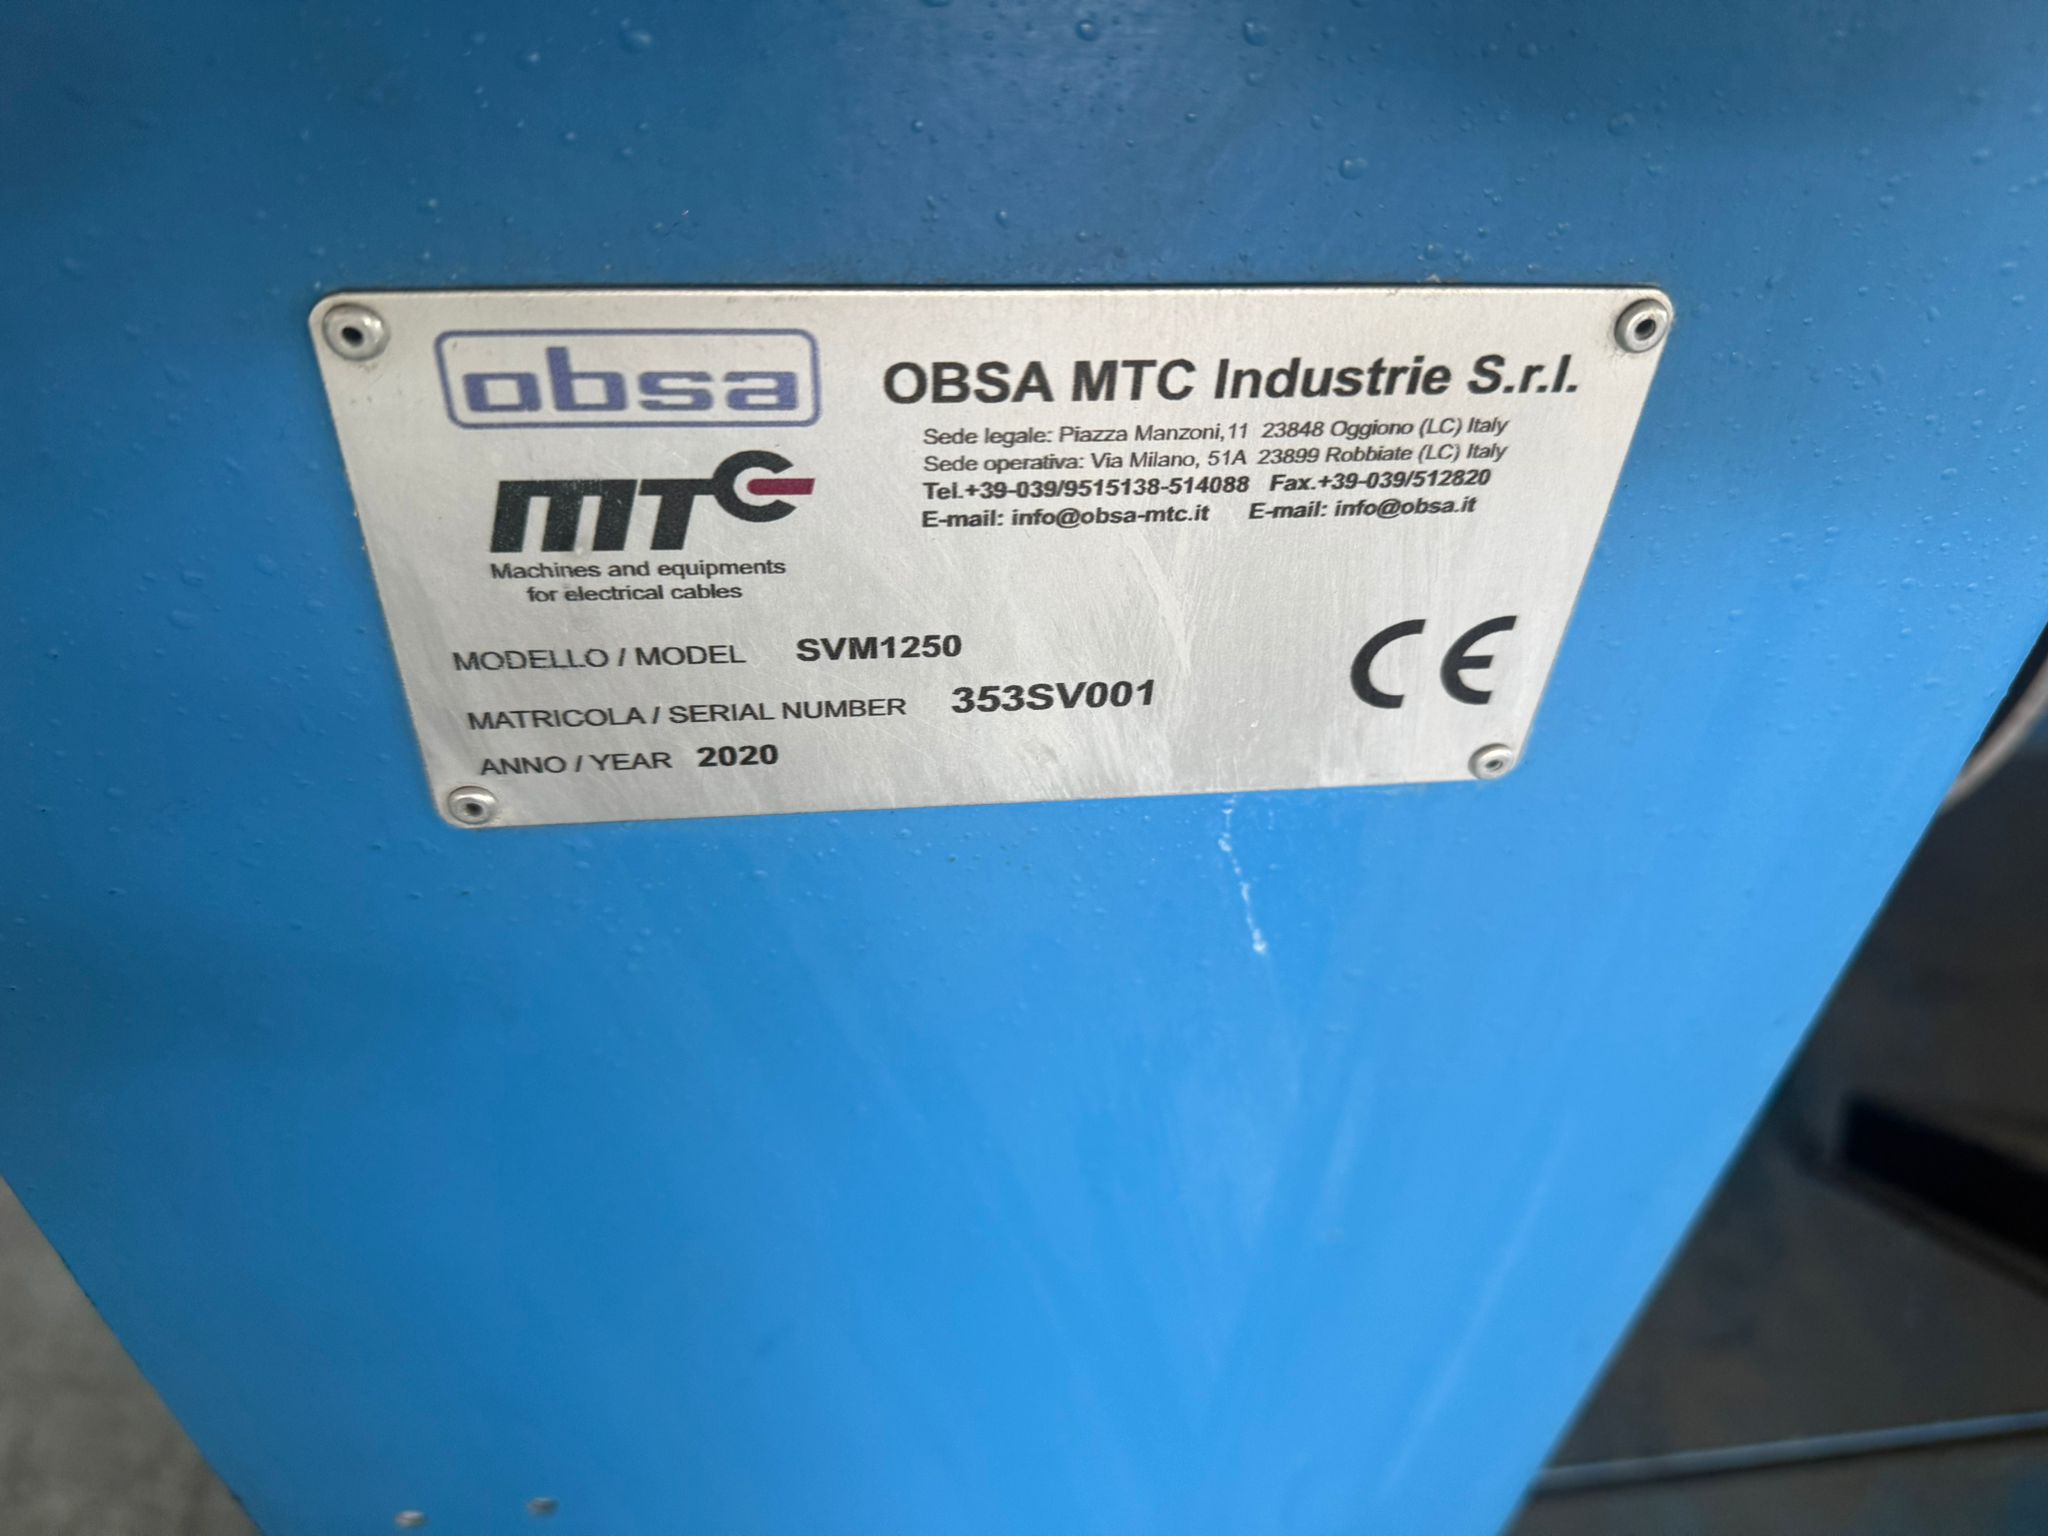 obsa
OBSA MTC Industrie S.r.l.
Sede legale: Piazza Manzoni,11 23848 Oggiono (LC) Italy
Sede operativa: Via Milano, 51A 23899 Robbiate (LC) Italy
Tel.+39-039/9515138-514088 Fax.+39-039/512820
E-mail: info@obsa-mtc.it E-mail: info@obsa.it
MTC
Machines and equipments
for electrical cables
MODELLO / MODEL SVM1250
MATRICOLA / SERIAL NUMBER 353SV001
ANNO / YEAR 2020
CE